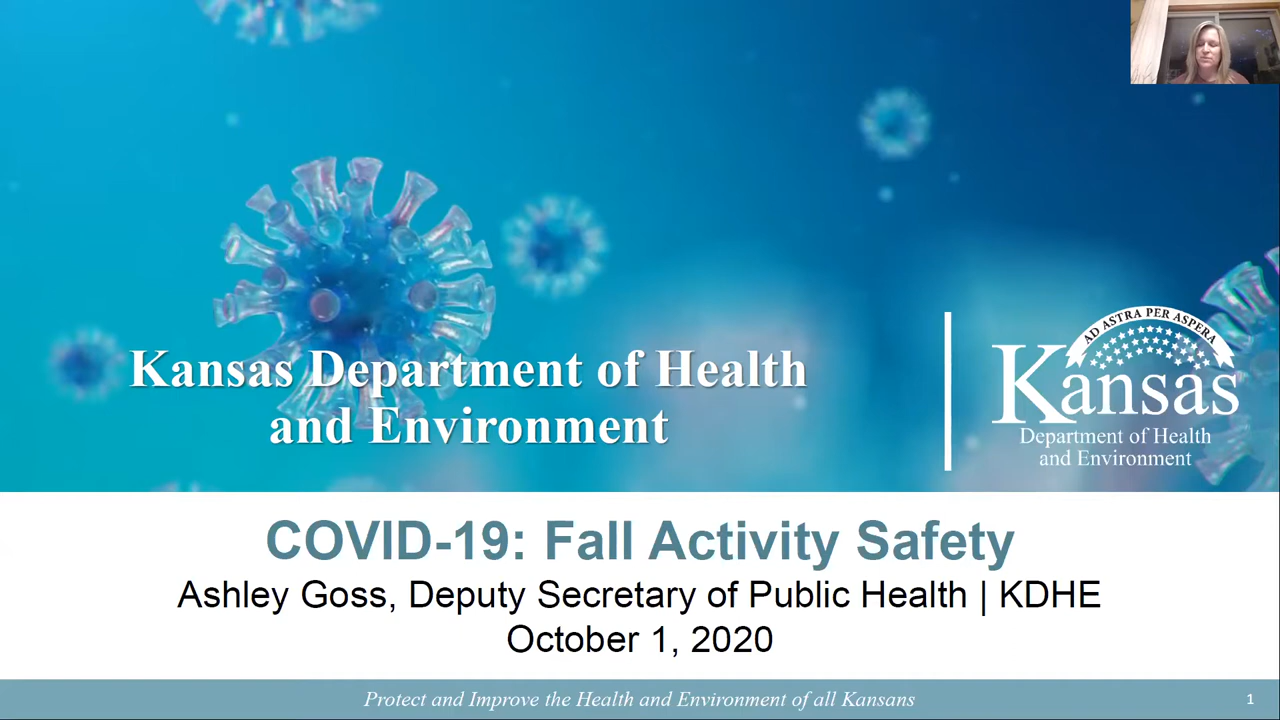 Kansas Department of Health
and Environment
AD ASTRA PER ASPERA
Kansas
Department of Health
and Environment
COVID-19: Fall Activity Safety
Ashley Goss, Deputy Secretary of Public Health | KDHE
October 1, 2020
Protect and Improve the Health and Environment of all Kansans
1